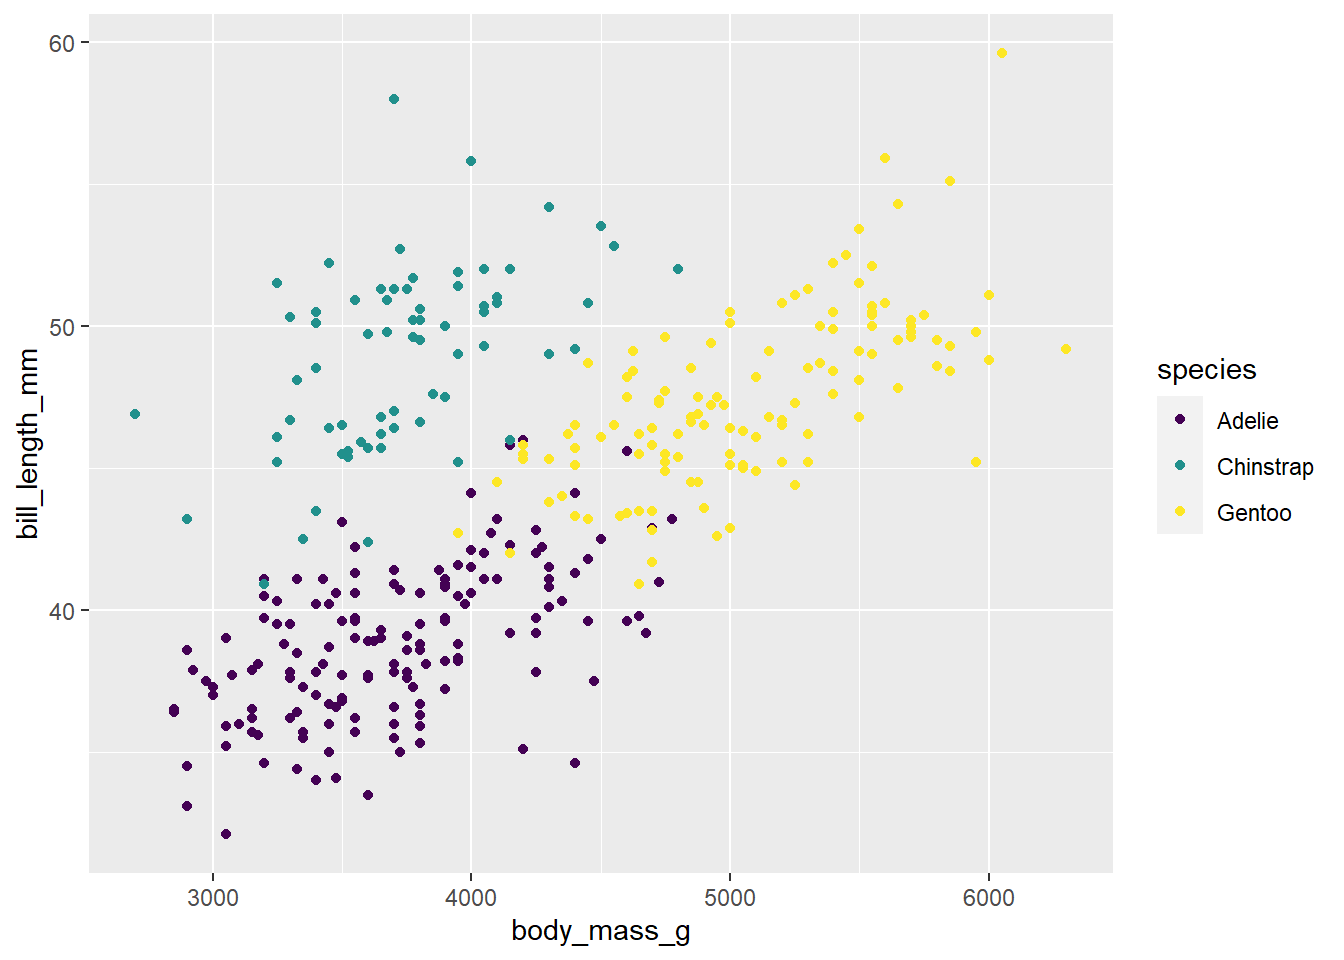 60
50
40
bill_length_mm
3000 4000 5000 6000
body_mass_g
species
Adelie
Chinstrap
Gentoo